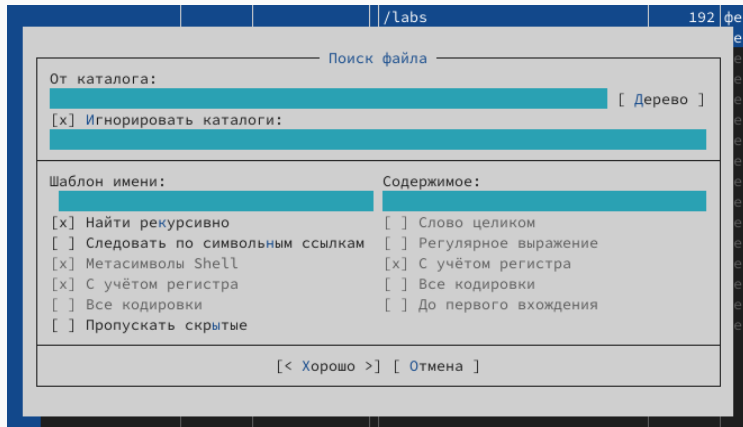 /labs 192 фе
Поиск файла
От каталога:
[ Дерево ]
[x] Игнорировать каталоги:
Шаблон имени: Содержимое:
[x] Найти рекурсивно [ ] Слово целиком
[ ] Следовать по символьным ссылкам [ ] Регулярное выражение
[x] Метасимволы Shell [x] С учётом регистра
[x] С учётом регистра [ ] Все кодировки
[ ] Все кодировки [ ] До первого вхождения
[ ] Пропускать скрытые
[< Хорошо >] [ Отмена ]